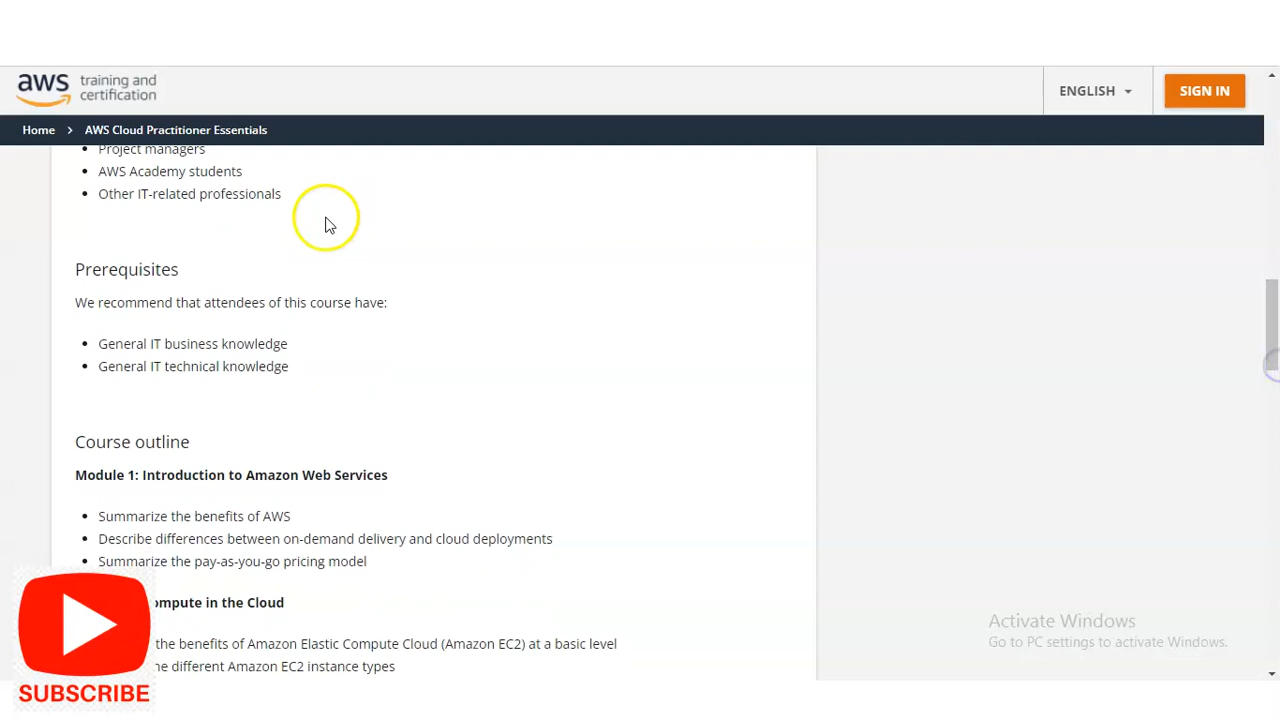 aws training and certification
ENGLISH
SIGN IN
Home > AWS Cloud Practitioner Essentials
Project managers
AWS Academy students
Other IT-related professionals
Prerequisites
We recommend that attendees of this course have:
General IT business knowledge
General IT technical knowledge
Course outline
Module 1: Introduction to Amazon Web Services
Summarize the benefits of AWS
Describe differences between on-demand delivery and cloud deployments
Summarize the pay-as-you-go pricing model
ompute in the Cloud
the benefits of Amazon Elastic Compute Cloud (Amazon EC2) at a basic level
he different Amazon EC2 instance types
Activate Windows
Go to PC settings to activate Windows.
SUBSCRIBE